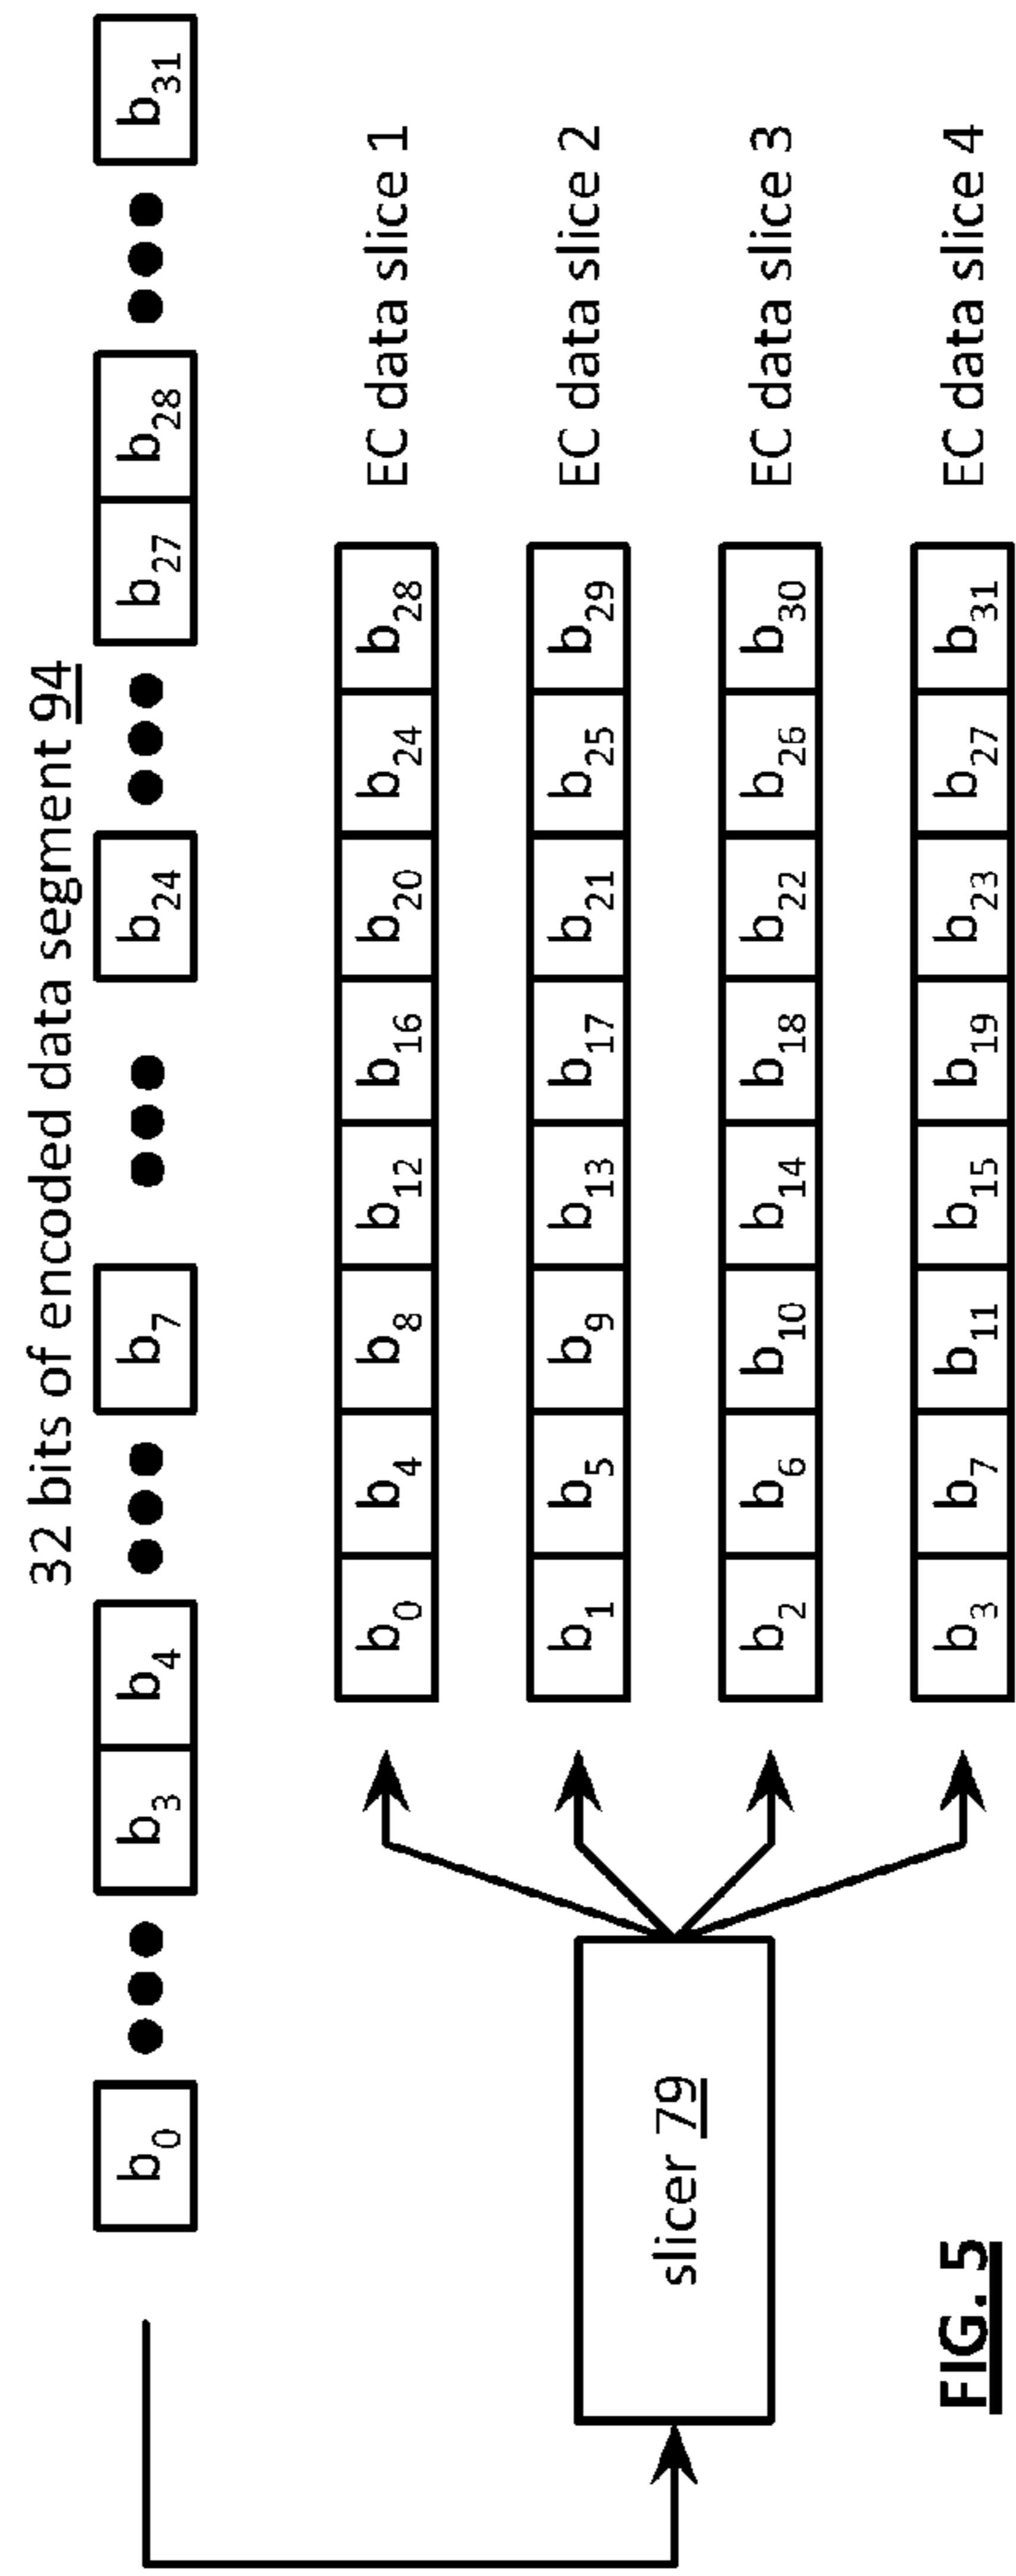 32 bits of encoded data segment 94
b0 ••• b3 b4 ••• b7 ••• b24 ••• b27 b28 ••• b31
b0 b4 b8 b12 b16 b20 b24 b28 EC data slice 1
b1 b5 b9 b13 b17 b21 b25 b29 EC data slice 2
slicer 79
b2 b6 b10 b14 b18 b22 b26 b30 EC data slice 3
b3 b7 b11 b15 b19 b23 b27 b31 EC data slice 4
FIG. 5